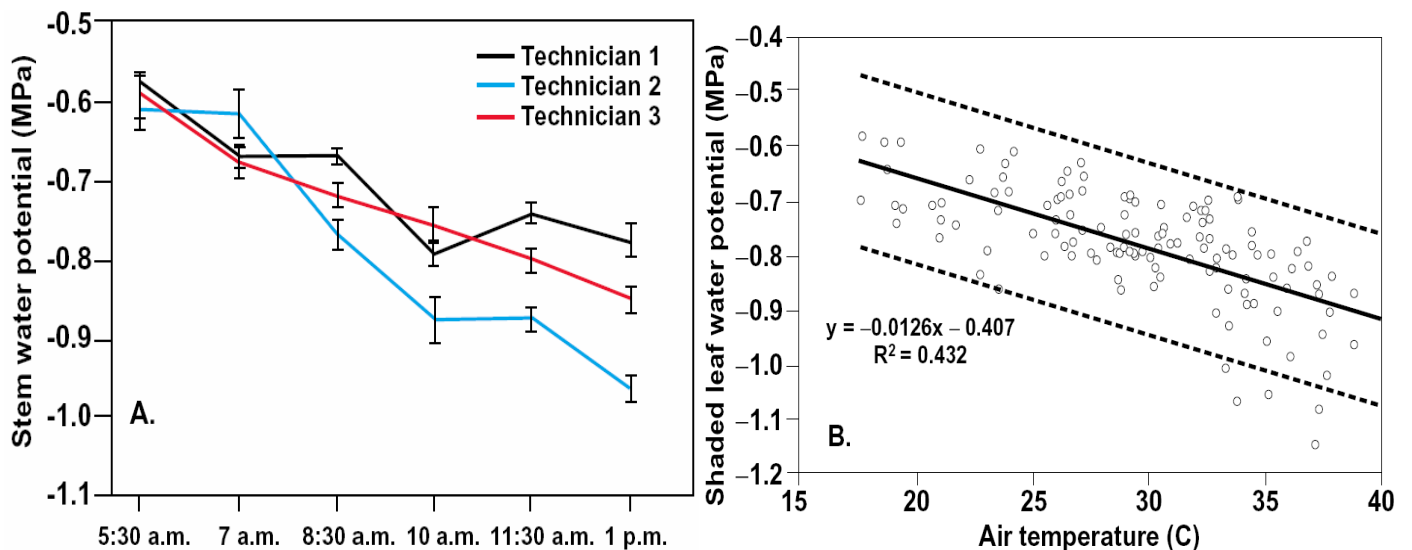 Stem water potential (MPa)
-0.5
-0.6
-0.7
-0.8
-0.9
-1.0
-1.1
Technician 1
Technician 2
Technician 3
A.
5:30 a.m. 7 a.m. 8:30 a.m. 10 a.m. 11:30 a.m. 1 p.m.
Shaded leaf water potential (MPa)
−0.4
−0.5
−0.6
−0.7
−0.8
−0.9
−1.0
−1.1
−1.2
y = −0.0126x − 0.407
R² = 0.432
B.
15 20 25 30 35 40
Air temperature (C)